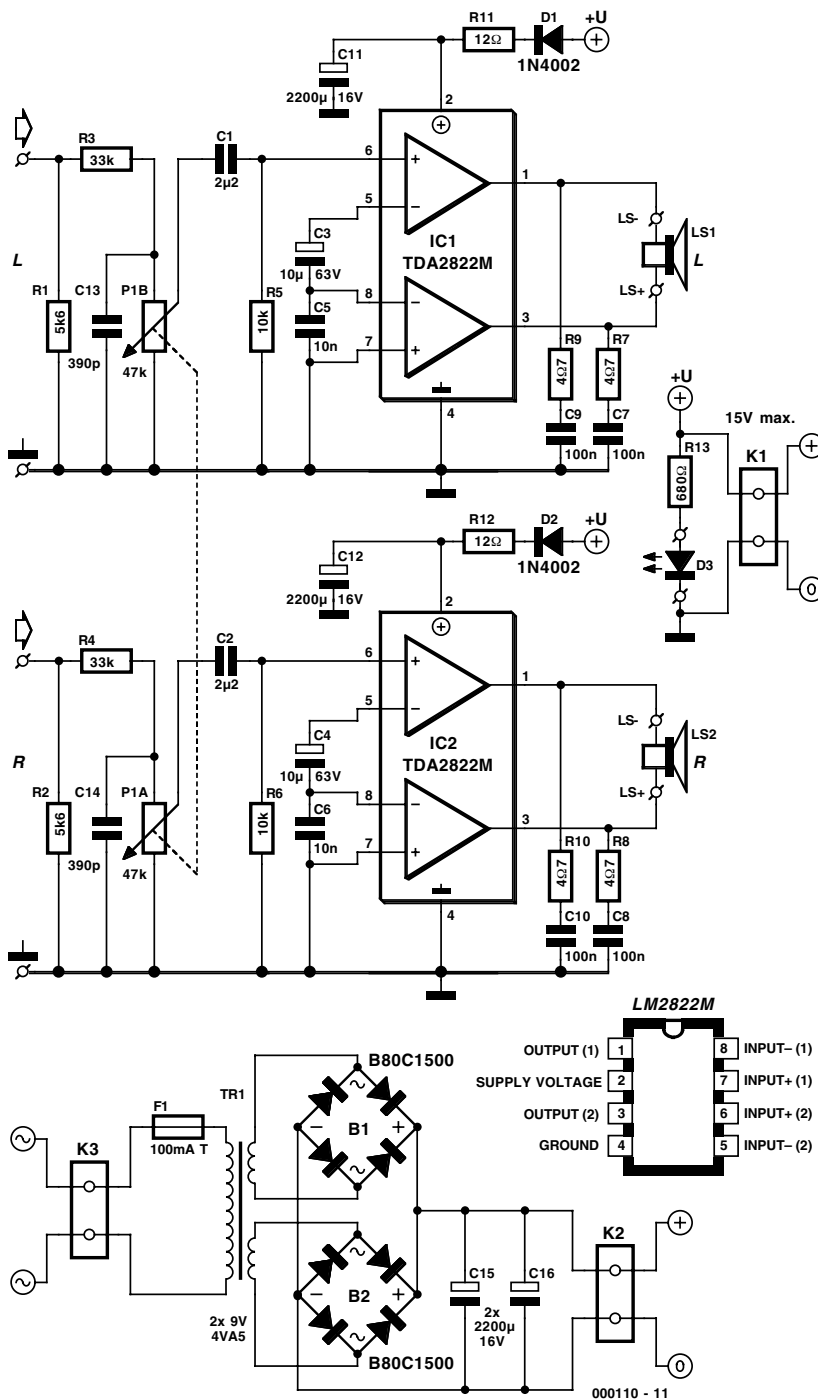 R11
12Ω
D1
1N4002
+U
C11
2200µ 16V
2
R3
33k
C1
2µ2
6
+
1
5
–
C3
10µ 63V
IC1
TDA2822M
LS-
LS1
L
LS+
L
R1
5k6
C13
390p
P1B
47k
R5
10k
C5
10n
8
–
7
+
3
R9
4Ω7
R7
4Ω7
C9
100n
C7
100n
4
+U
15V max.
R13
680Ω
K1
+
D3
0
R12
12Ω
D2
1N4002
+U
C12
2200µ 16V
2
R4
33k
C2
2µ2
6
+
1
5
–
C4
10µ 63V
IC2
TDA2822M
LS-
LS2
R
LS+
R
R2
5k6
C14
390p
P1A
47k
R6
10k
C6
10n
8
–
7
+
3
R10
4Ω7
R8
4Ω7
C10
100n
C8
100n
4
LM2822M
OUTPUT (1) 1 8 INPUT– (1)
SUPPLY VOLTAGE 2 7 INPUT+ (1)
OUTPUT (2) 3 6 INPUT+ (2)
GROUND 4 5 INPUT– (2)
B80C1500
TR1
F1
100mA T
K3
~
~
~
– B1 +
~
~
– B2 +
~
2x 9V
4VA5
B80C1500
C15
C16
2x
2200µ
16V
K2
+
0
000110 - 11